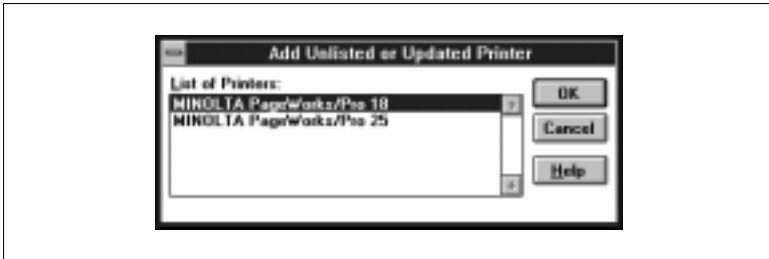 Add Unlisted or Updated Printer
List of Printers:
MINOLTA PageWorks/Pro 18
MINOLTA PageWorks/Pro 25
OK
Cancel
Help